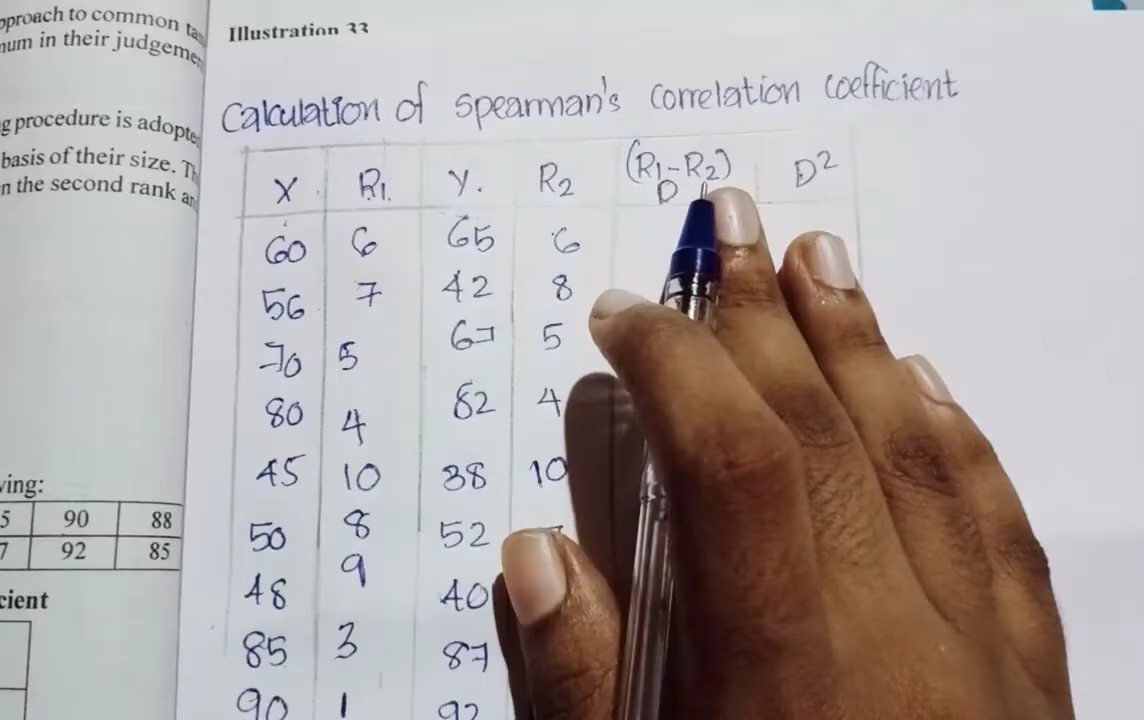 pproach to common
num in their judgeme
g procedure is adopte
basis of their size. Th
n the second rank an
ving:
5 90 88
7 92 85
cient
Illustration 33
Calculation of Spearman's Correlation Coefficient
X R1. Y. R2 (R1-R2) D D²
60 6 65 6
56 7 42 8
70 5 67 5
80 4 82 4
45 10 38 10
50 8 52
48 9 40
85 3 87
90 1 92